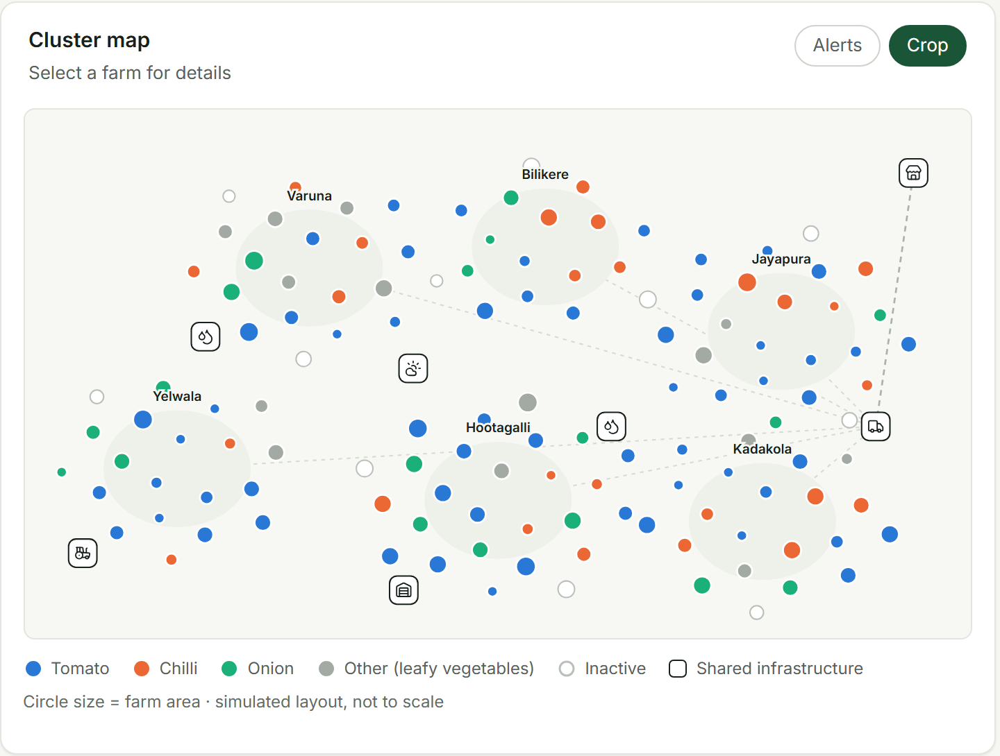 Cluster map
Alerts
Crop
Select a farm for details
Bilikere
Varuna
Jayapura
Yelwala
Hootagalli
Kadakola
Tomato
Chilli
Onion
Other (leafy vegetables)
Inactive
Shared infrastructure
Circle size = farm area · simulated layout, not to scale